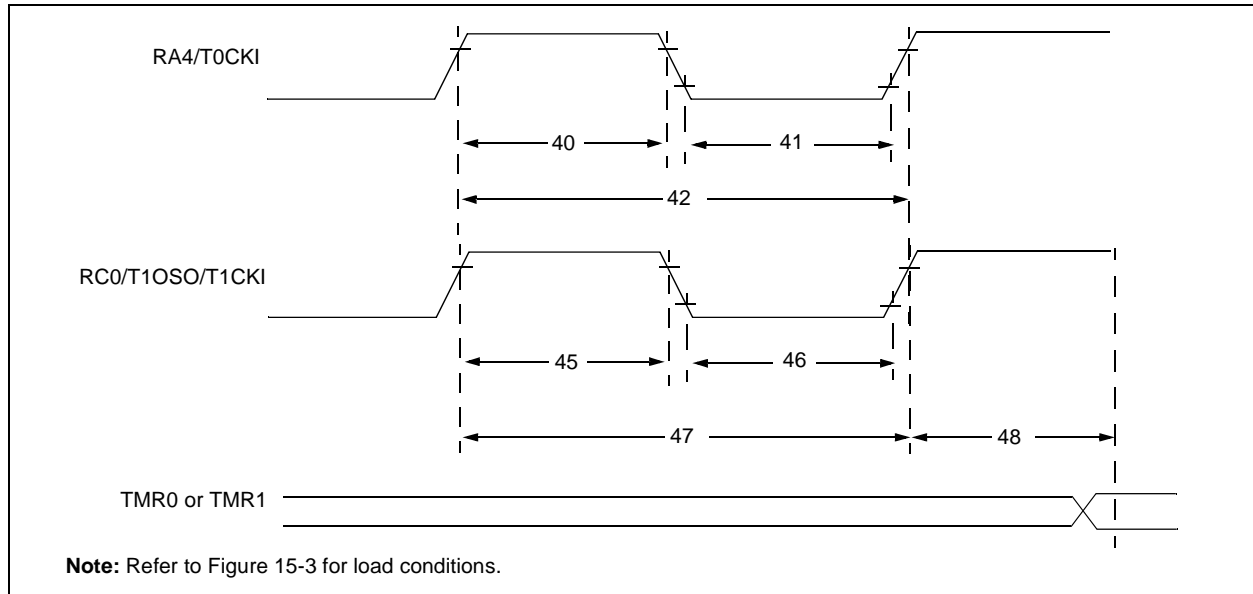 RA4/T0CKI
40
41
42
RC0/T1OSO/T1CKI
45
46
47
48
TMR0 or TMR1
Note: Refer to Figure 15-3 for load conditions.